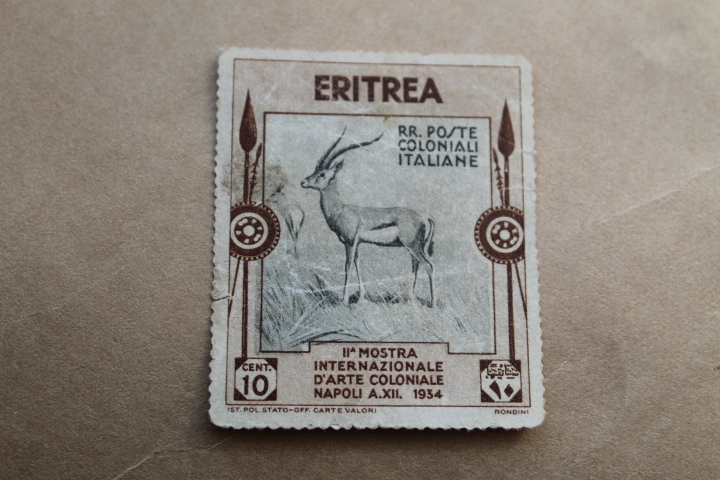 ERITREA
RR. POSTE
COLONIALI
ITALIANE
IIᴬ MOSTRA
INTERNAZIONALE
D'ARTE COLONIALE
NAPOLI A.XII. 1934
CENT.
10
١٠
IST. POL. STATO-OFF. CARTE VALORI
RONDINI